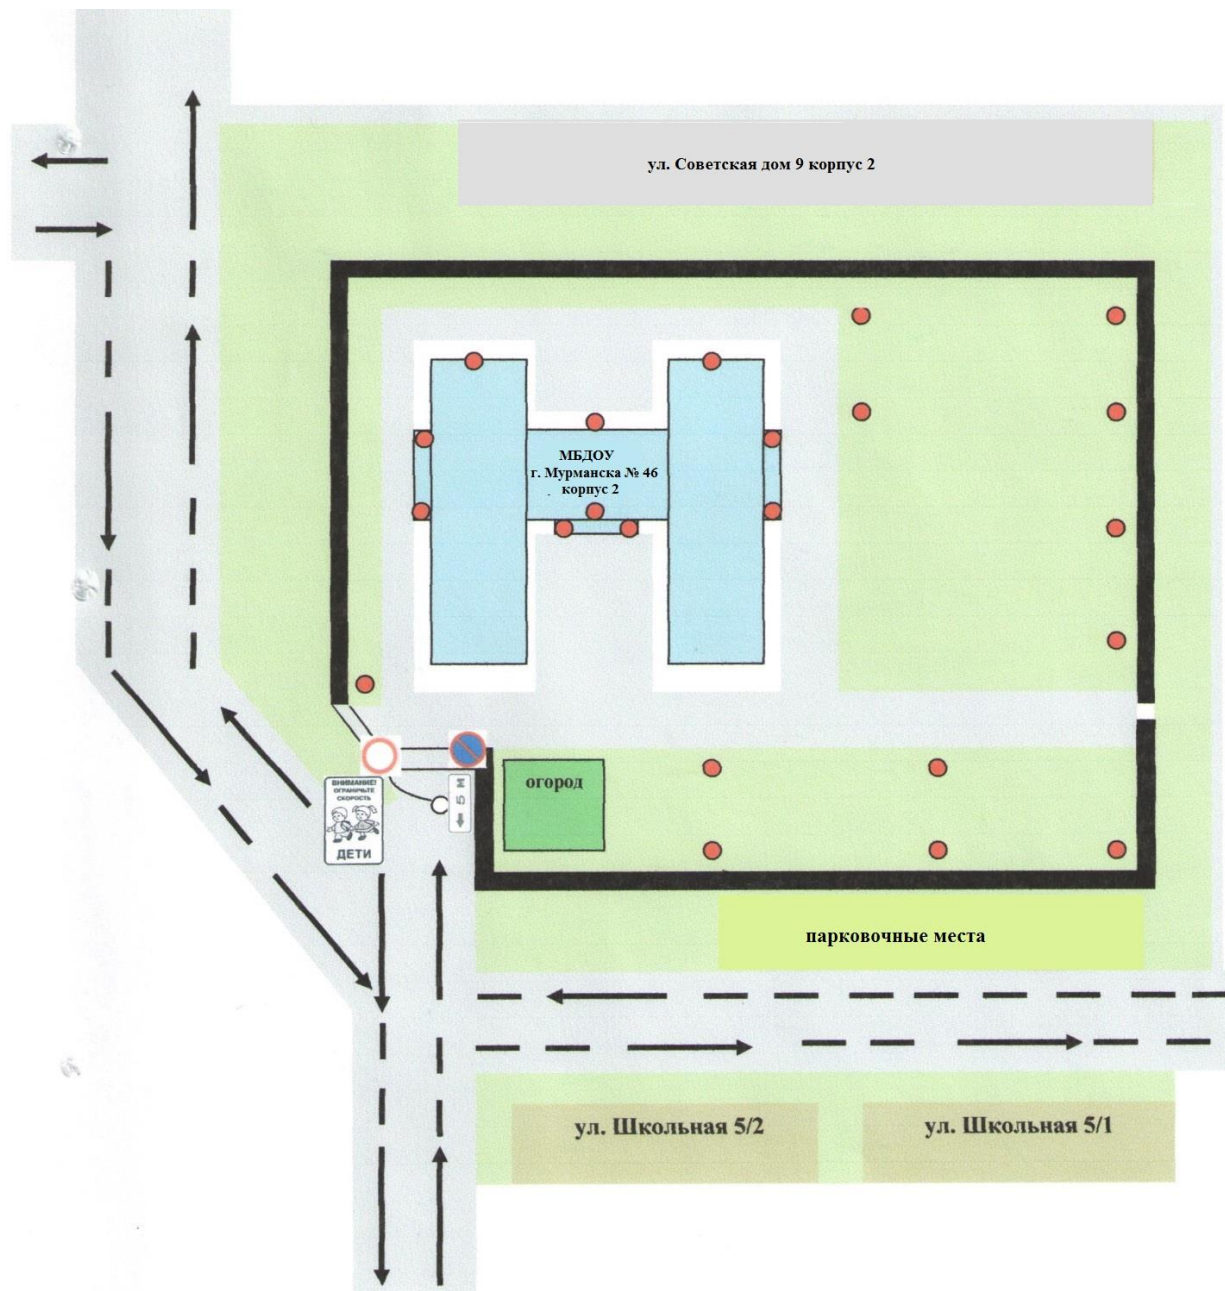 ул. Советская дом 9 корпус 2
МБДОУ
г. Мурманска № 46
корпус 2
ВНИМАНИЕ!
ОГРАНИЧЬТЕ
СКОРОСТЬ
ДЕТИ
5 М
огород
парковочные места
ул. Школьная 5/2
ул. Школьная 5/1